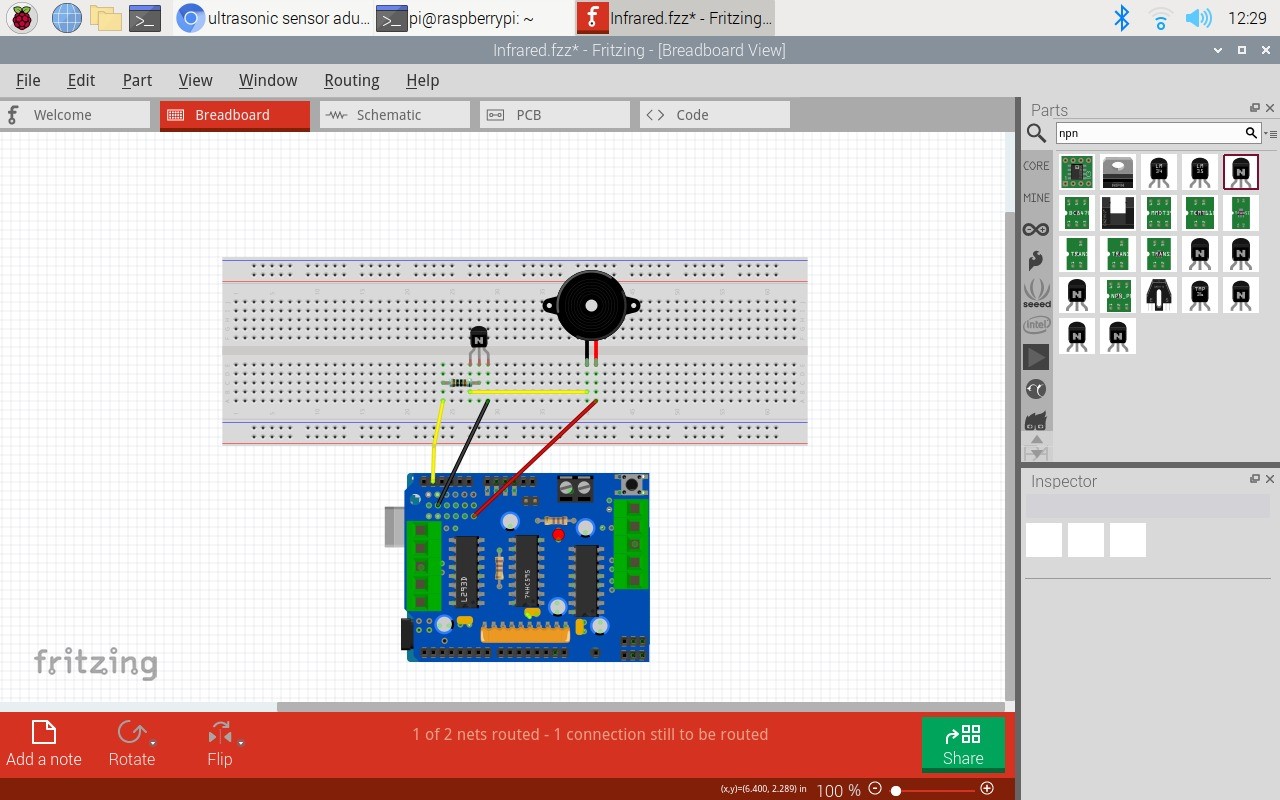 ultrasonic sensor adu...
pi@raspberrypi: ~
Infrared.fzz* - Fritzing...
12:29
Infrared.fzz* - Fritzing - [Breadboard View]
File Edit Part View Window Routing Help
Welcome
Breadboard
Schematic
PCB
Code
Parts
npn
CORE
MINE
seeed
intel
N
L293D
74HC595
fritzing
Inspector
1 of 2 nets routed - 1 connection still to be routed
Add a note
Rotate
Flip
Share
(x,y)=(6.400, 2.289) in
100 %